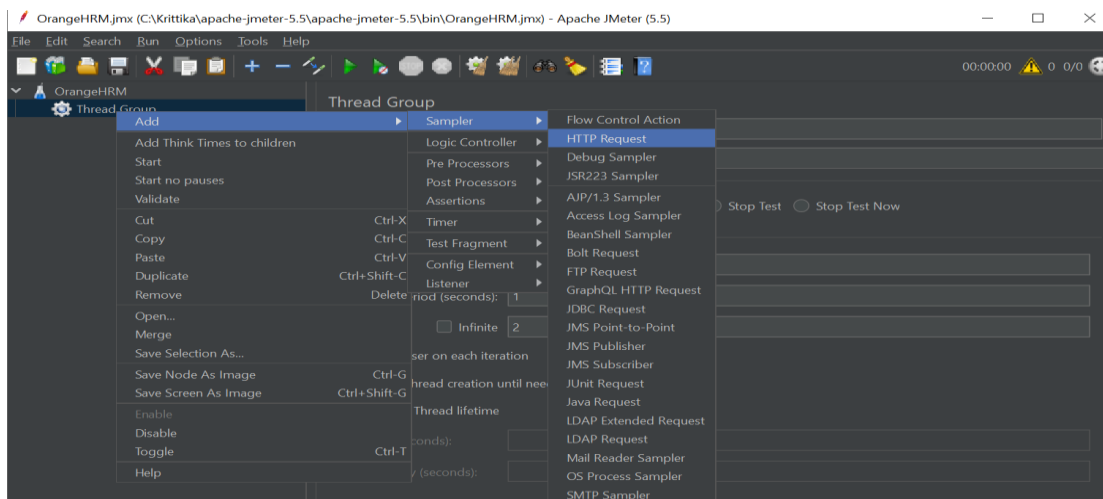 OrangeHRM.jmx (C:\Krittika\apache-jmeter-5.5\apache-jmeter-5.5\bin\OrangeHRM.jmx) - Apache JMeter (5.5)
File Edit Search Run Options Tools Help
STOP 00:00:00 0 0/0
OrangeHRM
Thread Group
Thread Group
Add
Add Think Times to children
Start
Start no pauses
Validate
Cut Ctrl-X
Copy Ctrl-C
Paste Ctrl-V
Duplicate Ctrl+Shift-C
Remove Delete
Open...
Merge
Save Selection As...
Save Node As Image Ctrl-G
Save Screen As Image Ctrl+Shift-G
Enable
Disable
Toggle Ctrl-T
Help
Sampler
Logic Controller
Pre Processors
Post Processors
Assertions
Timer
Test Fragment
Config Element
Listener
Flow Control Action
HTTP Request
Debug Sampler
JSR223 Sampler
AJP/1.3 Sampler
Access Log Sampler
BeanShell Sampler
Bolt Request
FTP Request
GraphQL HTTP Request
JDBC Request
JMS Point-to-Point
JMS Publisher
JMS Subscriber
JUnit Request
Java Request
LDAP Extended Request
LDAP Request
Mail Reader Sampler
OS Process Sampler
SMTP Sampler
Stop Test Stop Test Now
riod (seconds): 1
Infinite 2
ser on each iteration
hread creation until nee
Thread lifetime
conds):
(seconds):